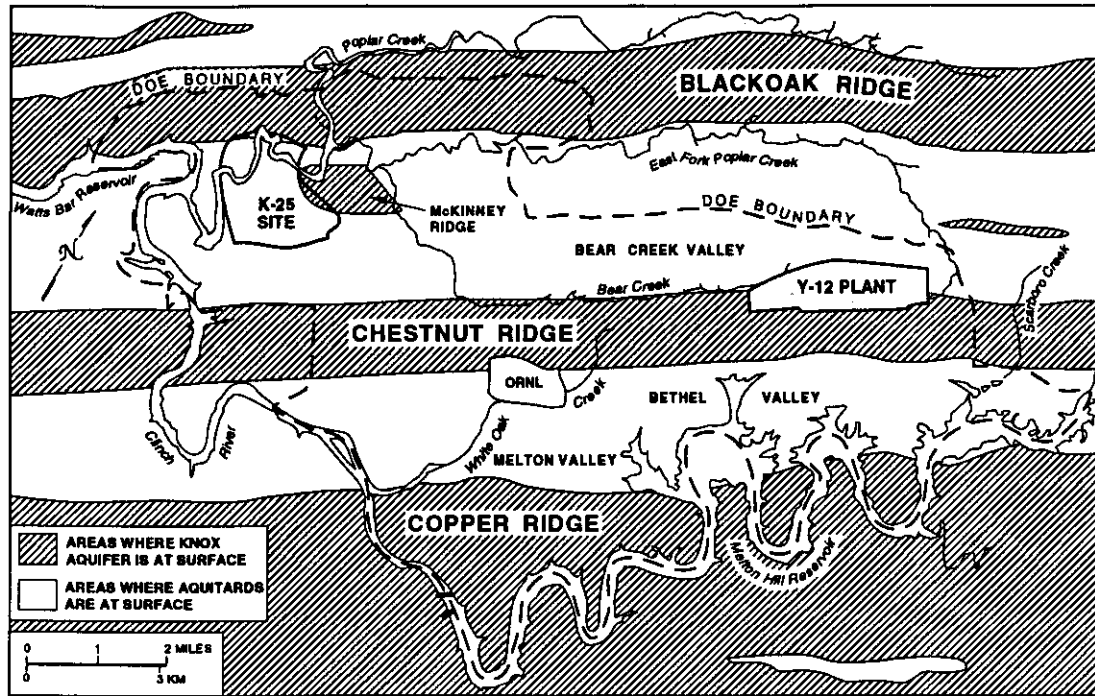 Poplar Creek
DOE BOUNDARY
BLACKOAK RIDGE
East Fork Poplar Creek
Watts Bar Reservoir
K-25
SITE
McKINNEY
RIDGE
DOE BOUNDARY
N
BEAR CREEK VALLEY
Bear Creek
Y-12 PLANT
Scarboro Creek
CHESTNUT RIDGE
ORNL
Clinch
River
White Oak
Creek
BETHEL
VALLEY
MELTON VALLEY
COPPER RIDGE
Melton Hill Reservoir
AREAS WHERE KNOX
AQUIFER IS AT SURFACE
AREAS WHERE AQUITARDS
ARE AT SURFACE
0 1 2 MILES
0 3 KM